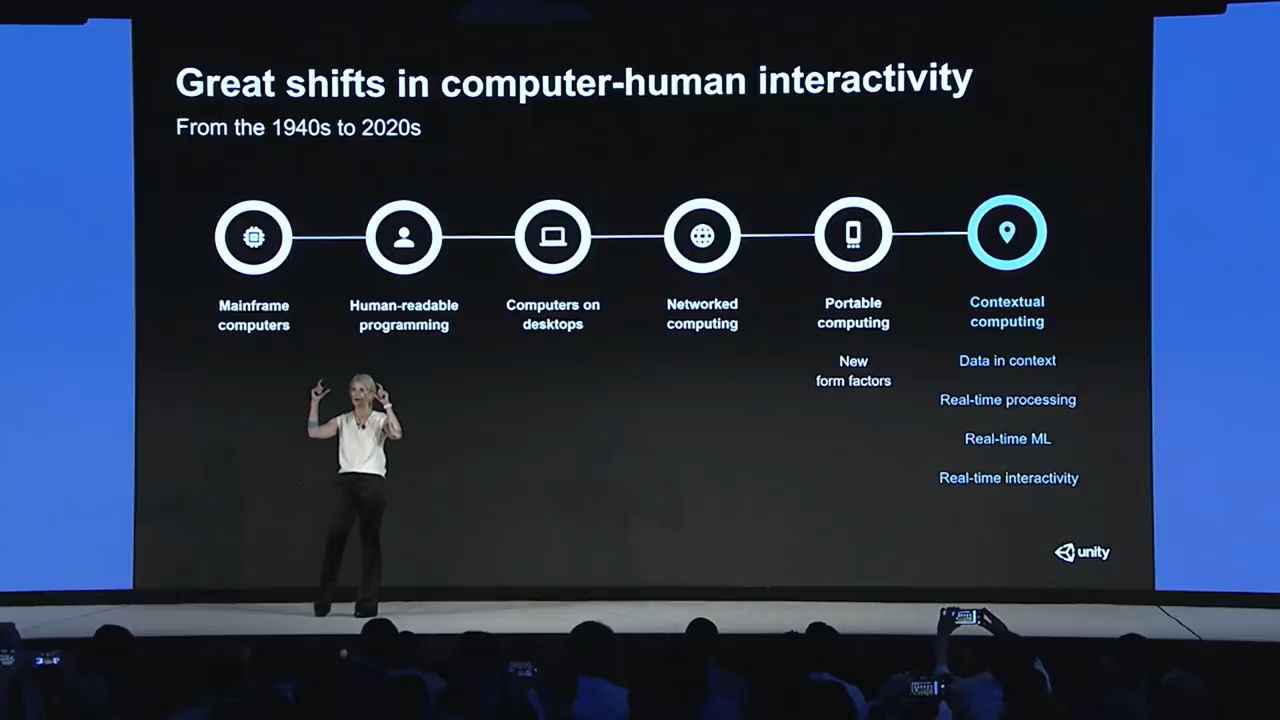 Great shifts in computer-human interactivity
From the 1940s to 2020s
Mainframe
computers
Human-readable
programming
Computers on
desktops
Networked
computing
Portable
computing
New
form factors
Contextual
computing
Data in context
Real-time processing
Real-time ML
Real-time interactivity
unity